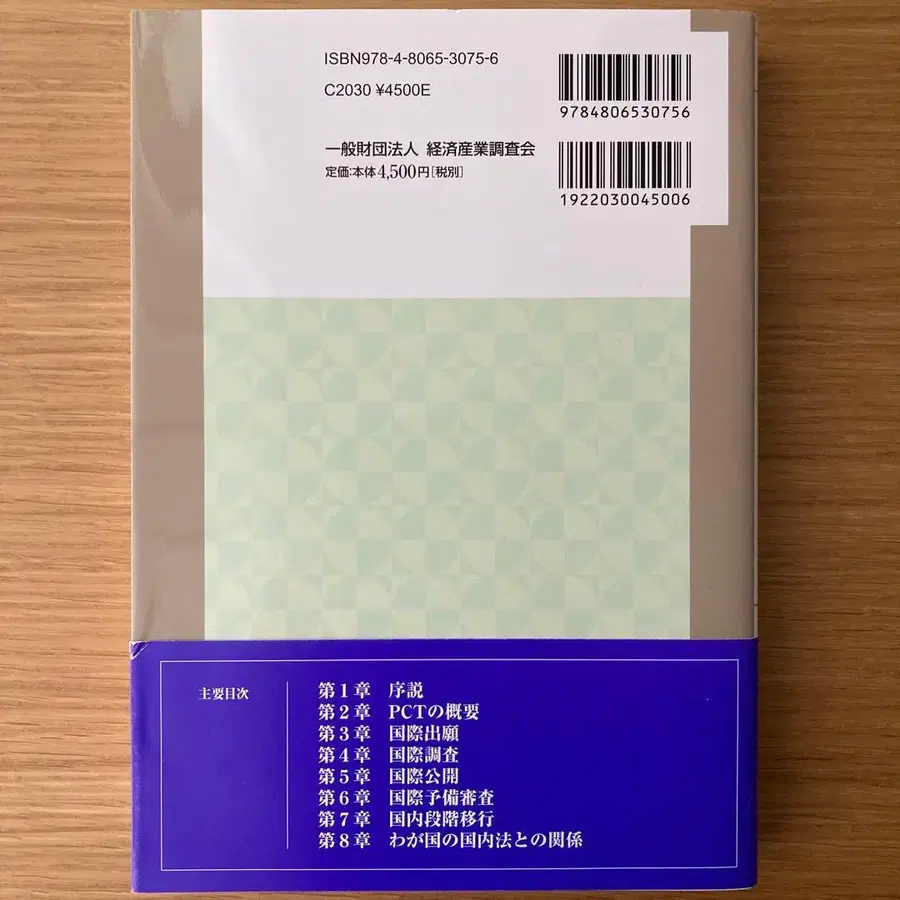 ISBN978-4-8065-3075-6
C2030 ¥4500E
一般財団法人 経済産業調査会
定価:本体4,500円[税別]
9784806530756
1922030045006
主要目次
第1章 序説
第2章 PCTの概要
第3章 国際出願
第4章 国際調査
第5章 国際公開
第6章 国際予備審査
第7章 国内段階移行
第8章 わが国の国内法との関係